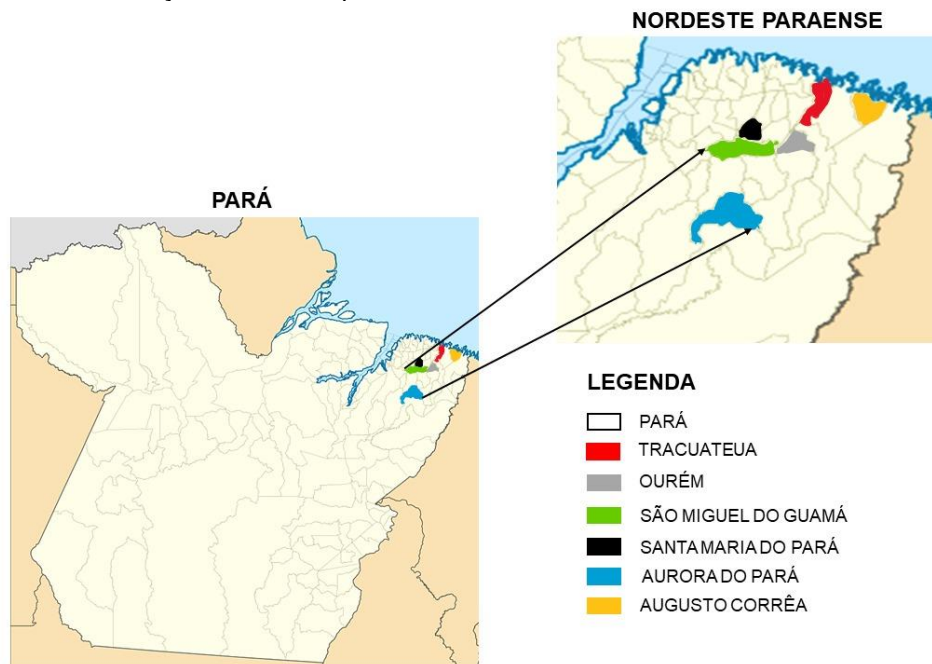 NORDESTE PARAENSE
PARÁ
LEGENDA
PARÁ
TRACUATEUA
OURÉM
SÃO MIGUEL DO GUAMÁ
SANTA MARIA DO PARÁ
AURORA DO PARÁ
AUGUSTO CORRÊA